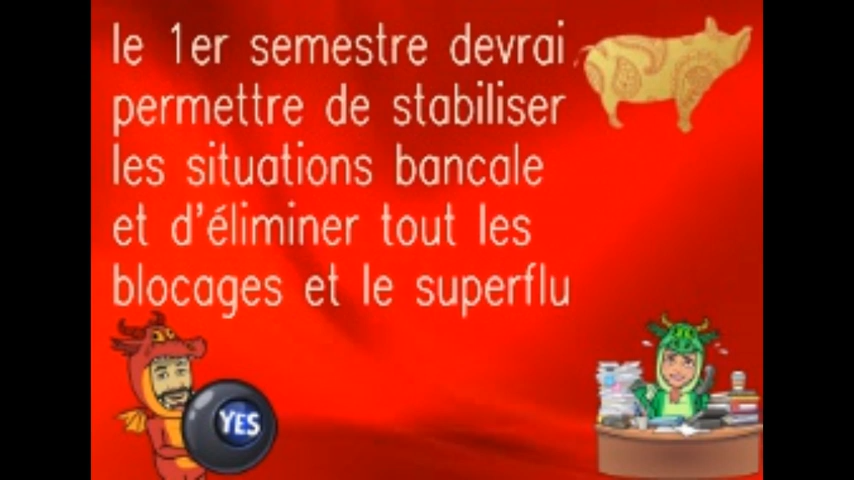 le 1er semestre devrai
permettre de stabiliser
les situations bancale
et d'éliminer tout les
blocages et le superflu
YES